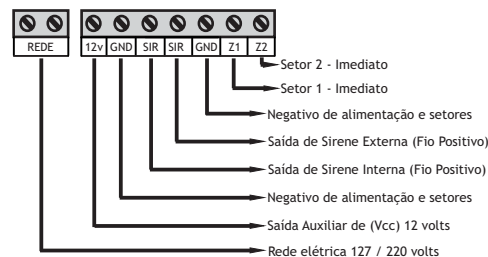 REDE 12v GND SIR SIR GND Z1 Z2
Setor 2 - Imediato
Setor 1 - Imediato
Negativo de alimentação e setores
Saída de Sirene Externa (Fio Positivo)
Saída de Sirene Interna (Fio Positivo)
Negativo de alimentação e setores
Saída Auxiliar de (Vcc) 12 volts
Rede elétrica 127 / 220 volts